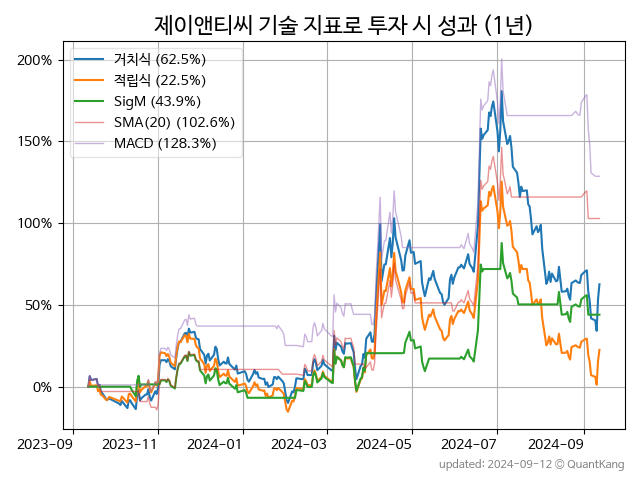 제이앤티씨 기술 지표로 투자 시 성과 (1년)
거치식 (62.5%)
적립식 (22.5%)
SigM (43.9%)
SMA(20) (102.6%)
MACD (128.3%)
200%
150%
100%
50%
0%
2023-09 2023-11 2024-01 2024-03 2024-05 2024-07 2024-09
updated: 2024-09-12 © QuantKang